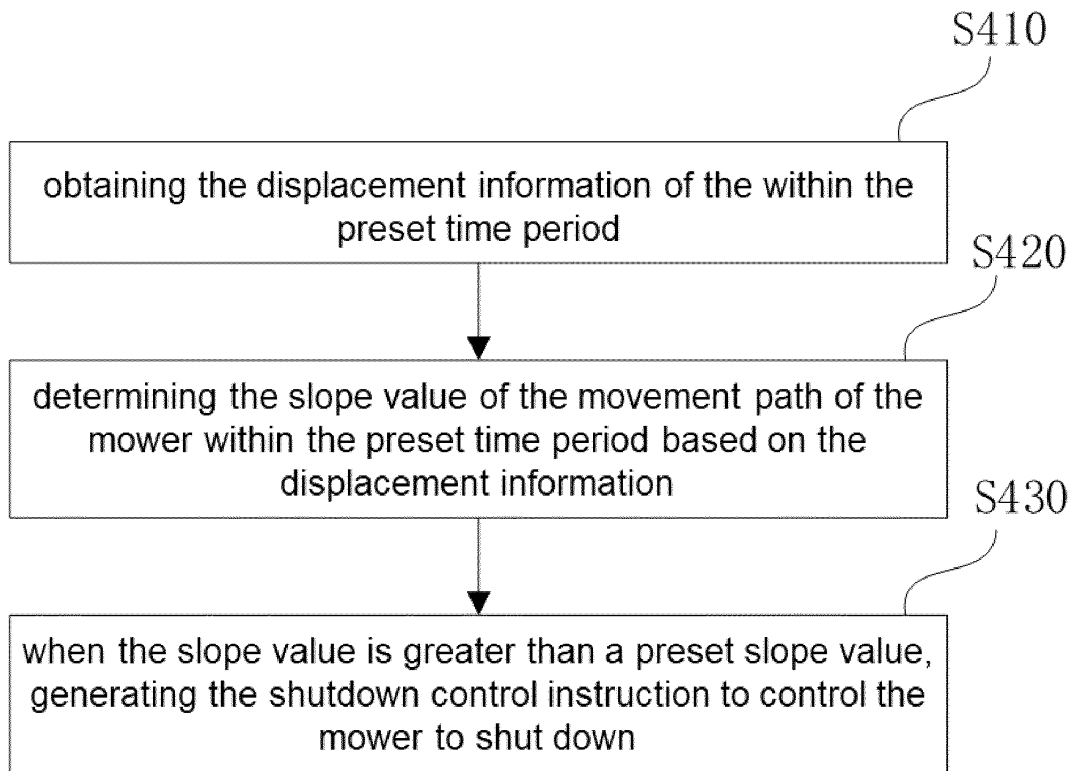 S410
obtaining the displacement information of the within the
preset time period
S420
determining the slope value of the movement path of the
mower within the preset time period based on the
displacement information
S430
when the slope value is greater than a preset slope value,
generating the shutdown control instruction to control the
mower to shut down